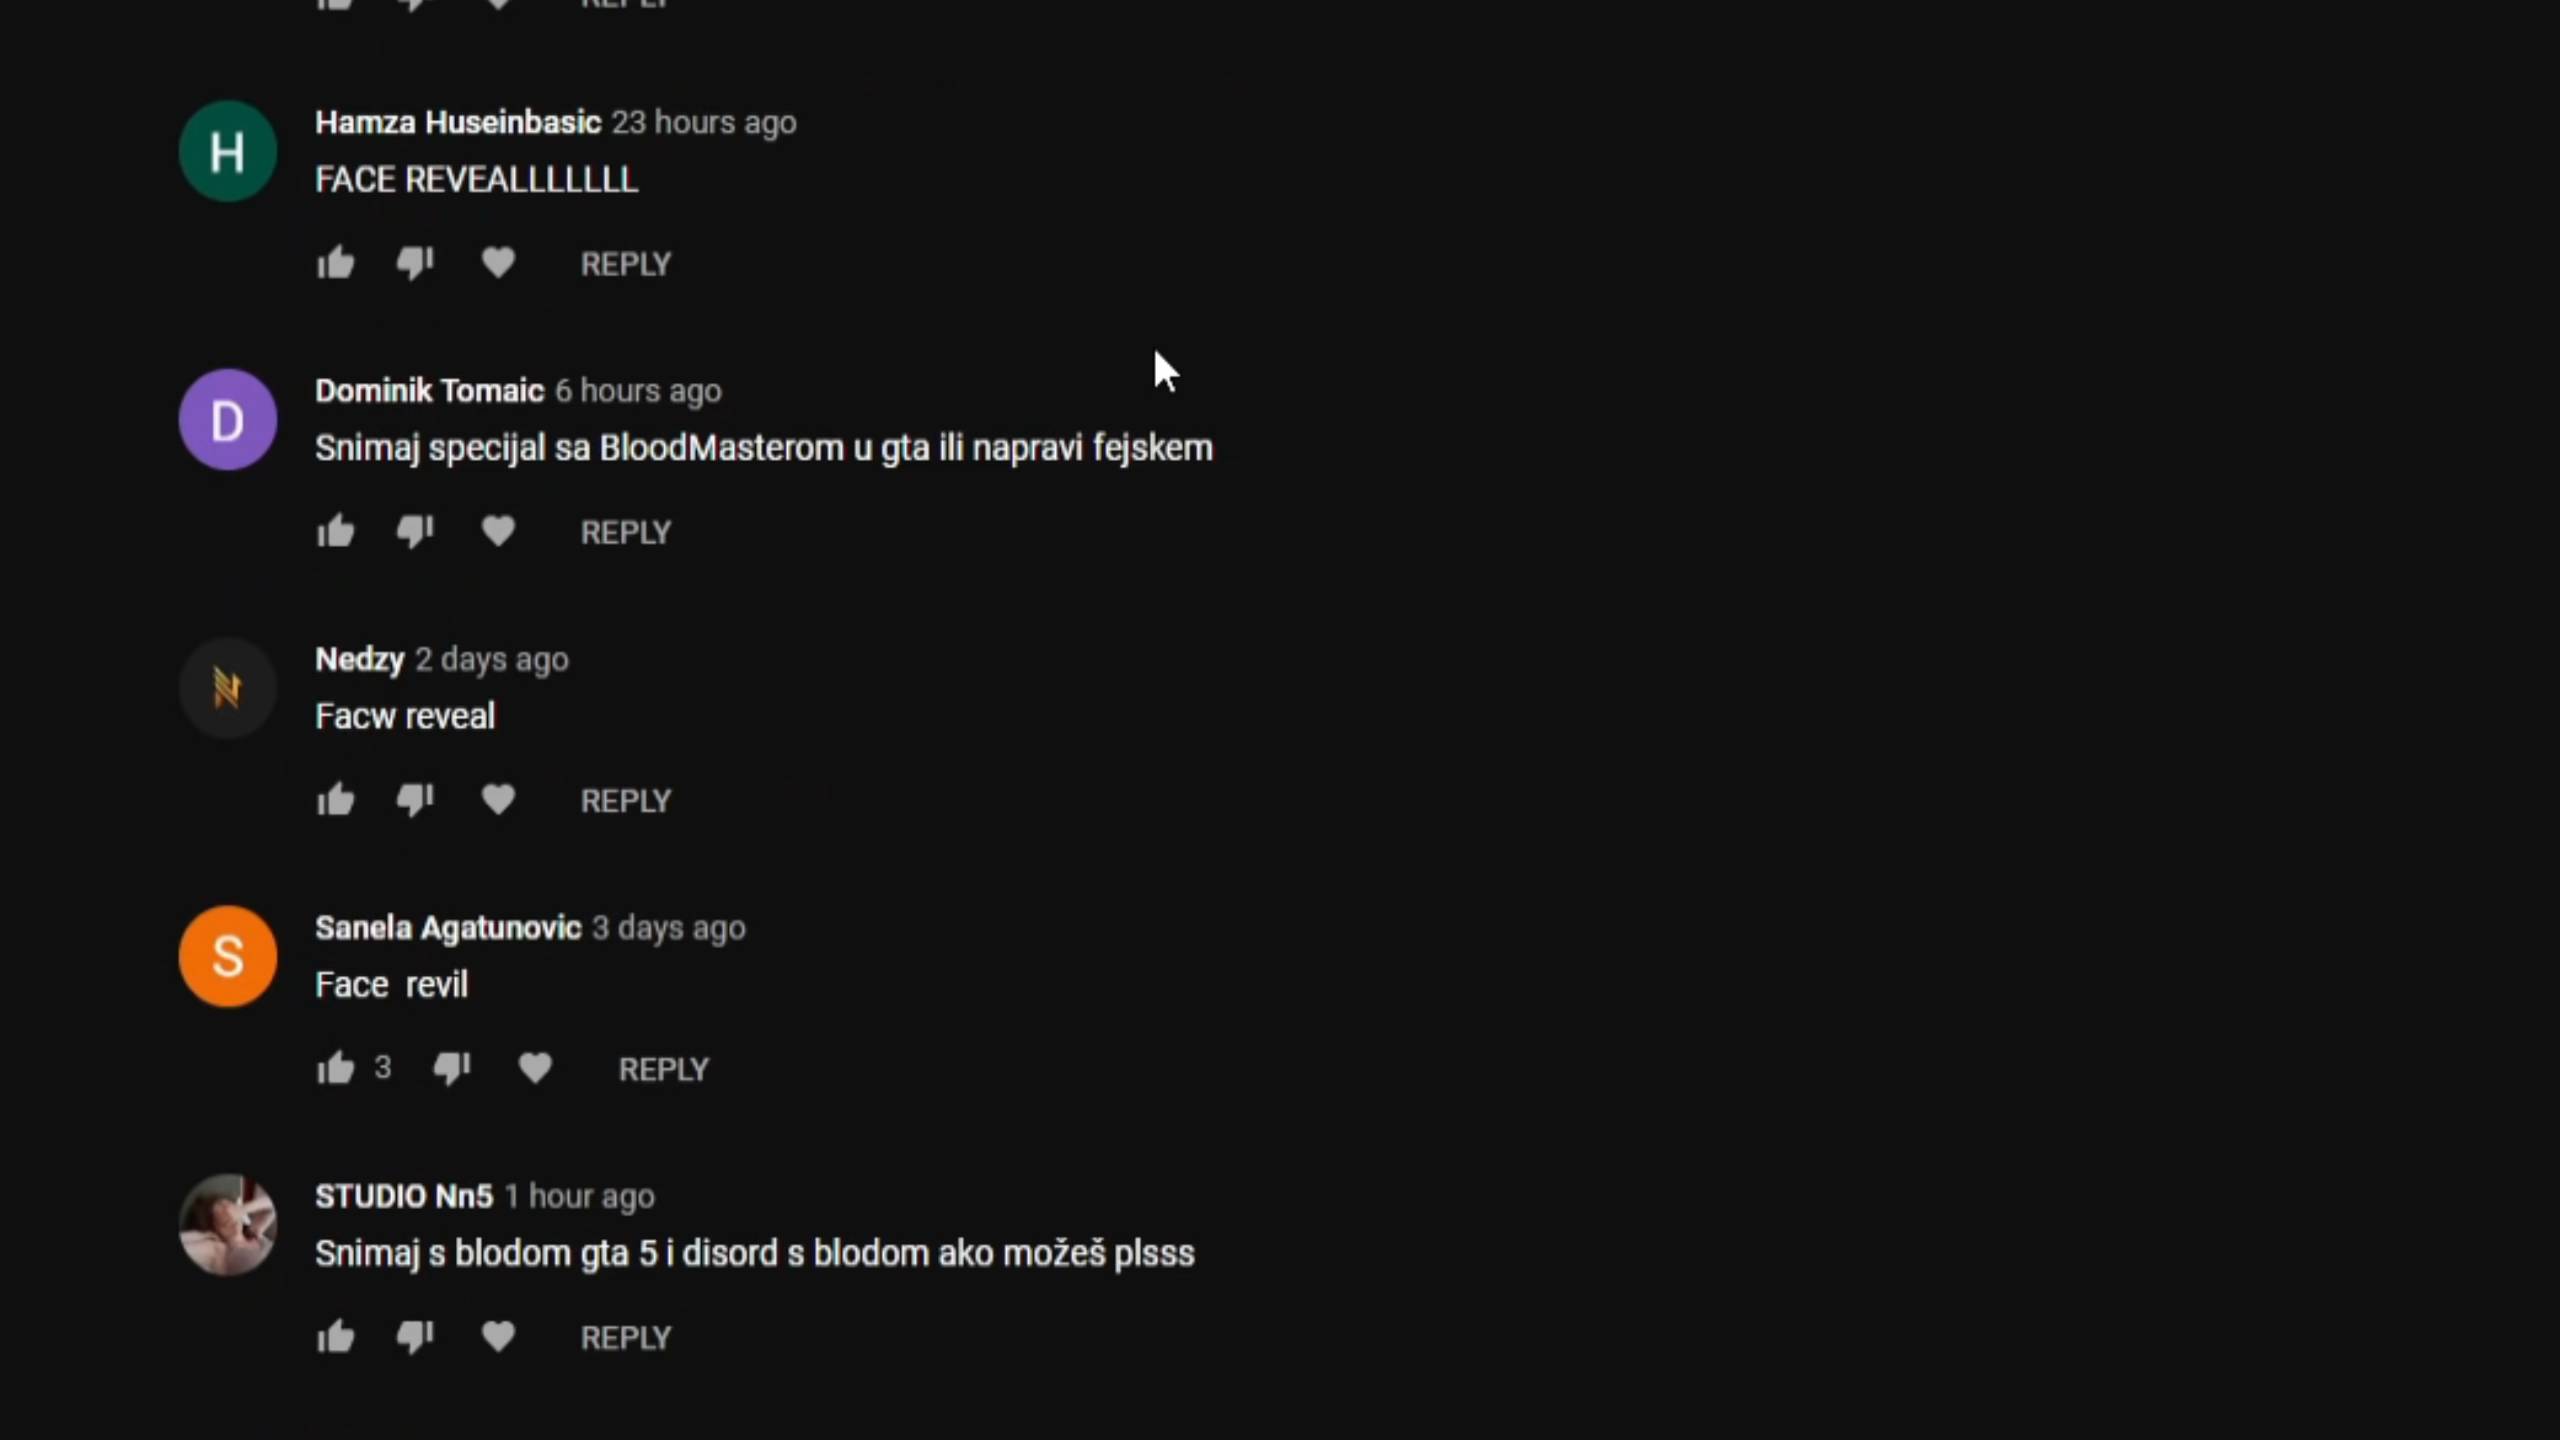 REPLY
H
Hamza Huseinbasic 23 hours ago
FACE REVEALLLLLLL
REPLY
D
Dominik Tomaic 6 hours ago
Snimaj specijal sa BloodMasterom u gta ili napravi fejskem
REPLY
N
Nedzy 2 days ago
Facw reveal
REPLY
S
Sanela Agatunovic 3 days ago
Face  revil
3 REPLY
STUDIO Nn5 1 hour ago
Snimaj s blodom gta 5 i disord s blodom ako možeš plsss
REPLY